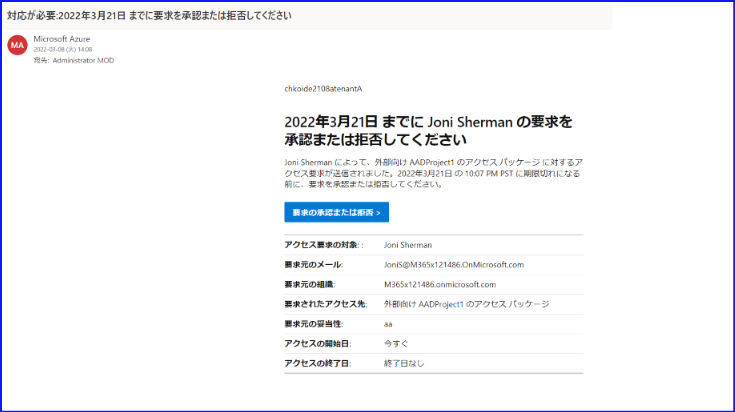 対応が必要:2022年3月21日 までに要求を承認または拒否してください
MA
Microsoft Azure
2022-03-08 (火) 14:08
宛先: Administrator MOD
chkoide2108atenantA
2022年3月21日 までに Joni Sherman の要求を
承認または拒否してください
Joni Sherman によって、外部向け AADProject1 のアクセス パッケージ に対するア
クセス要求が送信されました。2022年3月21日 の 10:07 PM PST に期限切れになる
前に、要求を承認または拒否してください。
要求の承認または拒否 >
アクセス要求の対象: : Joni Sherman
要求元のメール: JoniS@M365x121486.OnMicrosoft.com
要求元の組織: M365x121486.onmicrosoft.com
要求されたアクセス先: 外部向け AADProject1 のアクセス パッケージ
要求元の妥当性: aa
アクセスの開始日: 今すぐ
アクセスの終了日: 終了日なし